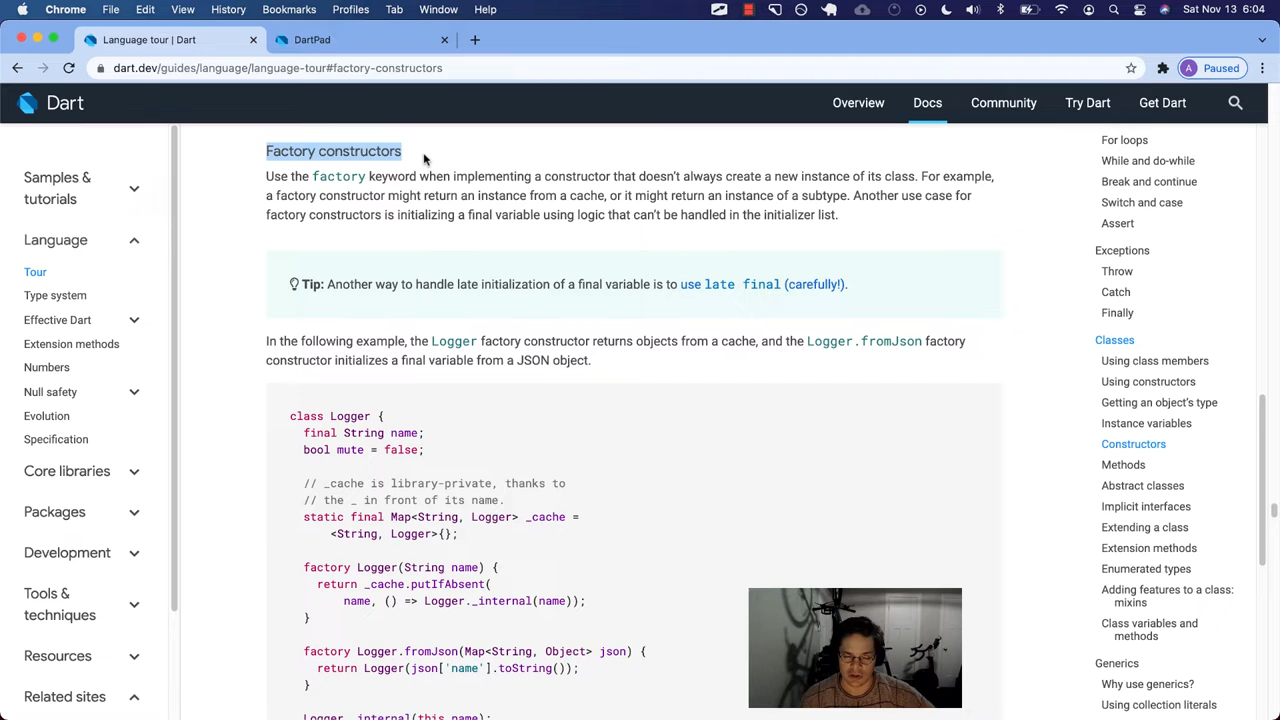 Chrome File Edit View History Bookmarks Profiles Tab Window Help Sat Nov 13 6:04
Language tour | Dart DartPad
dart.dev/guides/language/language-tour#factory-constructors A Paused
Dart Overview Docs Community Try Dart Get Dart
Samples &
tutorials
Language
Tour
Type system
Effective Dart
Extension methods
Numbers
Null safety
Evolution
Specification
Core libraries
Packages
Development
Tools &
techniques
Resources
Related sites
Factory constructors
Use the factory keyword when implementing a constructor that doesn’t always create a new instance of its class. For example,
a factory constructor might return an instance from a cache, or it might return an instance of a subtype. Another use case for
factory constructors is initializing a final variable using logic that can’t be handled in the initializer list.
Tip: Another way to handle late initialization of a final variable is to use late final (carefully!).
In the following example, the Logger factory constructor returns objects from a cache, and the Logger.fromJson factory
constructor initializes a final variable from a JSON object.
class Logger {
final String name;
bool mute = false;
// _cache is library-private, thanks to
// the _ in front of its name.
static final Map<String, Logger> _cache =
<String, Logger>{};
factory Logger(String name) {
return _cache.putIfAbsent(
name, () => Logger._internal(name));
}
factory Logger.fromJson(Map<String, Object> json) {
return Logger(json['name'].toString());
}
Logger._internal(this.name);
For loops
While and do-while
Break and continue
Switch and case
Assert
Exceptions
Throw
Catch
Finally
Classes
Using class members
Using constructors
Getting an object’s type
Instance variables
Constructors
Methods
Abstract classes
Implicit interfaces
Extending a class
Extension methods
Enumerated types
Adding features to a class:
mixins
Class variables and
methods
Generics
Why use generics?
Using collection literals